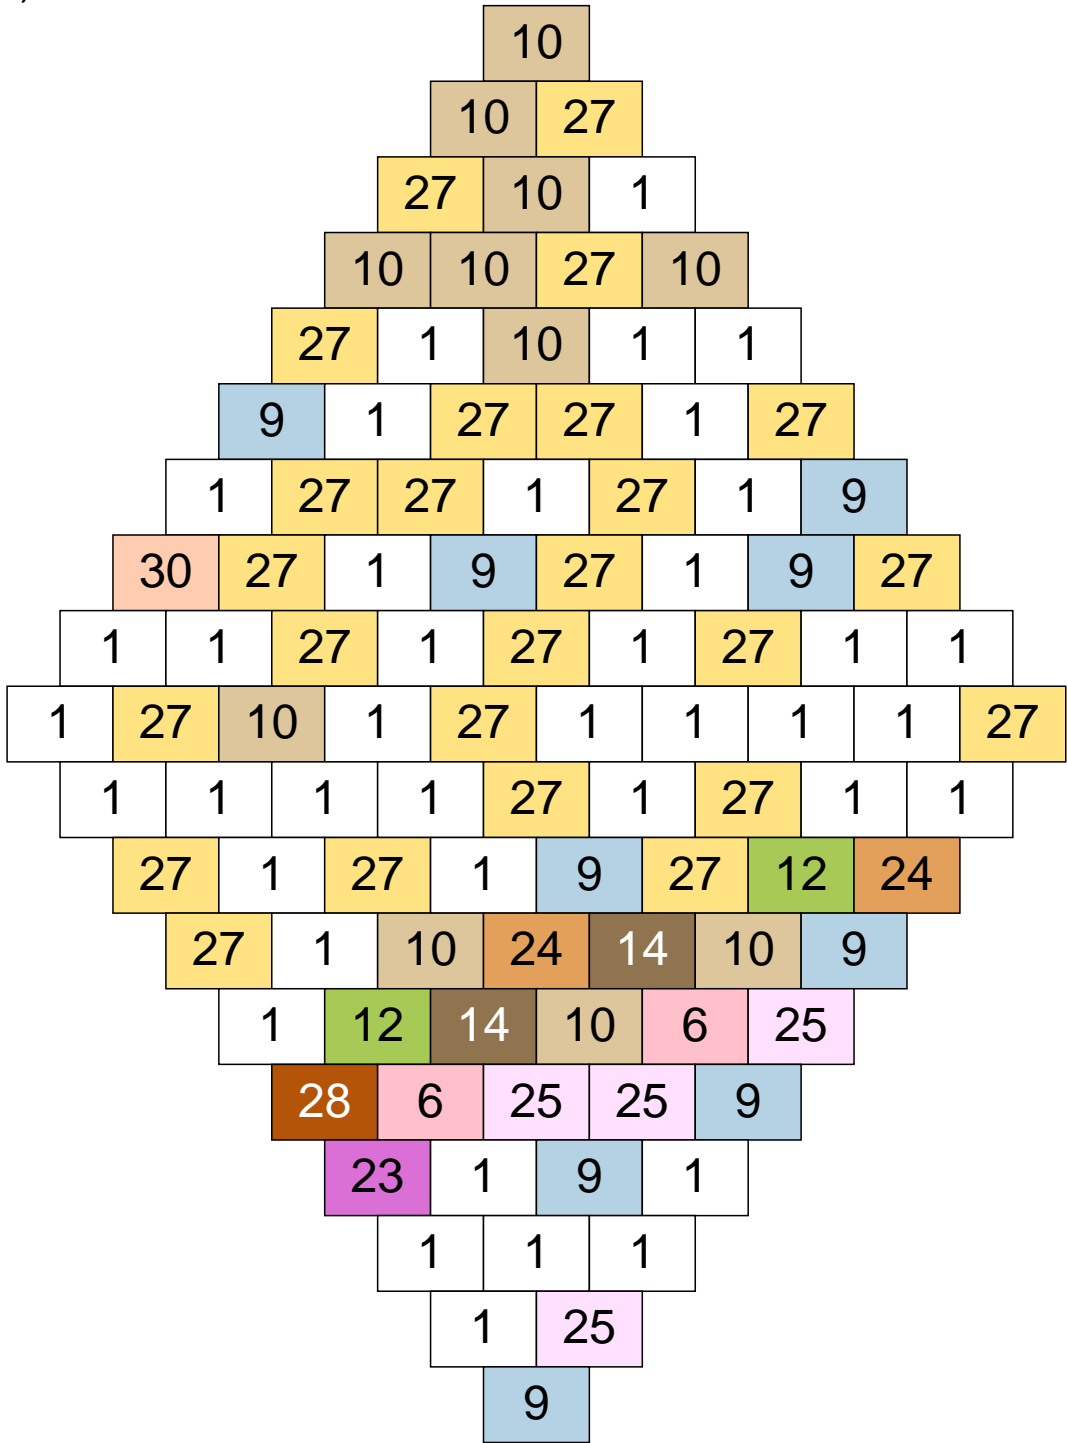 10
10 27
27 10 1
10 10 27 10
27 1 10 1 1
9 1 27 27 1 27
1 27 27 1 27 1 9
30 27 1 9 27 1 9 27
1 1 27 1 27 1 27 1 1
1 27 10 1 27 1 1 1 1 27
1 1 1 1 27 1 27 1 1
27 1 27 1 9 27 12 24
27 1 10 24 14 10 9
1 12 14 10 6 25
28 6 25 25 9
23 1 9 1
1 1 1
1 25
9